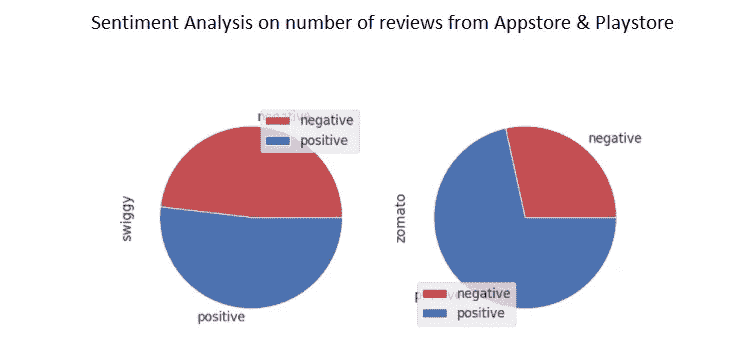 Sentiment Analysis on number of reviews from Appstore & Playstore
negative
positive
swiggy
positive
negative
zomato
negative
positive